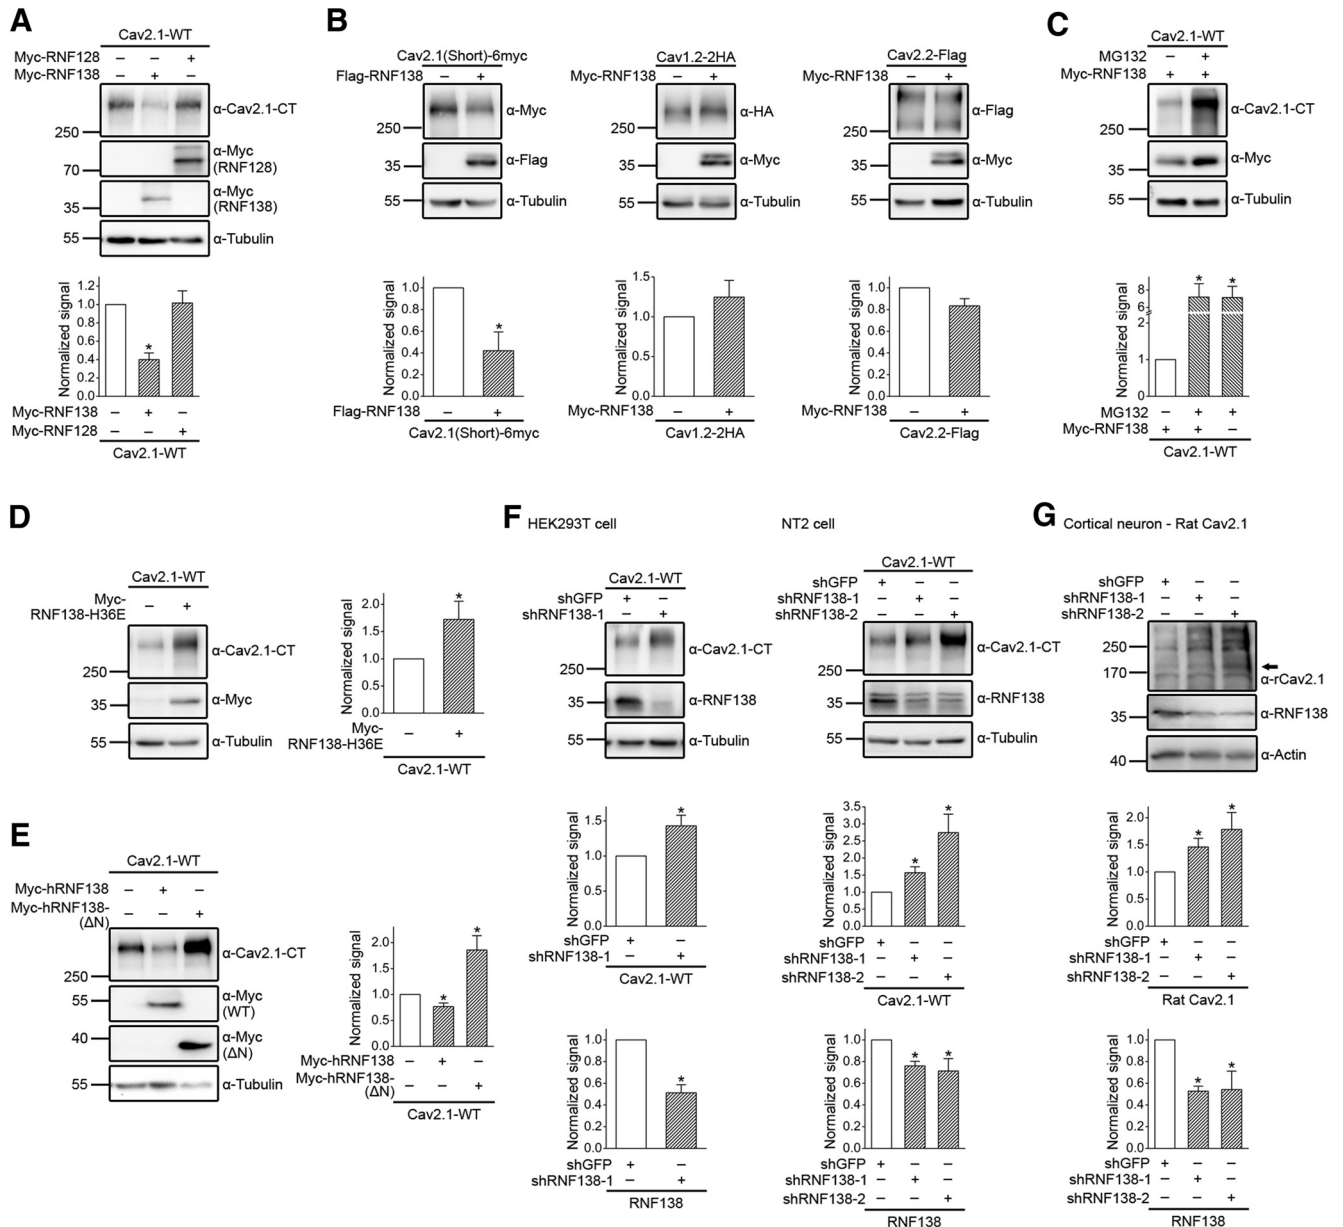 A
Cav2.1-WT
Myc-RNF128 – – +
Myc-RNF138 – + –
α-Cav2.1-CT
250
α-Myc
(RNF128)
70
α-Myc
(RNF138)
35
55
α-Tubulin
Normalized signal
1.2
1.0
0.8
0.6
0.4
0.2
0.0
*
Myc-RNF138 – + –
Myc-RNF128 – – +
Cav2.1-WT
B
Cav2.1(Short)-6myc
Flag-RNF138 – +
α-Myc
250
35
α-Flag
55
α-Tubulin
Normalized signal
1.0
0.8
0.6
0.4
0.2
0.0
*
Flag-RNF138 – +
Cav2.1(Short)-6myc
Cav1.2-2HA
Myc-RNF138 – +
α-HA
250
35
α-Myc
55
α-Tubulin
Normalized signal
1.5
1.0
0.5
0.0
Myc-RNF138 – +
Cav1.2-2HA
Cav2.2-Flag
Myc-RNF138 – +
α-Flag
250
35
α-Myc
55
α-Tubulin
Normalized signal
1.0
0.8
0.6
0.4
0.2
0.0
Myc-RNF138 – +
Cav2.2-Flag
C
Cav2.1-WT
MG132 – +
Myc-RNF138 + +
α-Cav2.1-CT
250
35
α-Myc
55
α-Tubulin
Normalized signal
8
6
2
1
0
* *
MG132 – + +
Myc-RNF138 + + –
Cav2.1-WT
D
Cav2.1-WT
Myc-
RNF138-H36E – +
α-Cav2.1-CT
250
35
α-Myc
55
α-Tubulin
Normalized signal
2.0
1.5
1.0
0.5
0.0
*
Myc-
RNF138-H36E – +
Cav2.1-WT
E
Cav2.1-WT
Myc-hRNF138 – + –
Myc-hRNF138-
(ΔN) – – +
α-Cav2.1-CT
250
55
α-Myc
(WT)
40
α-Myc
(ΔN)
55
α-Tubulin
Normalized signal
2.0
1.5
1.0
0.5
0.0
* *
Myc-hRNF138 – + –
Myc-hRNF138-
(ΔN) – – +
Cav2.1-WT
F
HEK293T cell
Cav2.1-WT
shGFP + –
shRNF138-1 – +
α-Cav2.1-CT
250
35
α-RNF138
55
α-Tubulin
Normalized signal
1.5
1.0
0.5
0.0
*
shGFP + –
shRNF138-1 – +
Cav2.1-WT
Normalized signal
1.0
0.8
0.6
0.4
0.2
0.0
*
shGFP + –
shRNF138-1 – +
RNF138
NT2 cell
Cav2.1-WT
shGFP + – –
shRNF138-1 – + –
shRNF138-2 – – +
α-Cav2.1-CT
250
35
α-RNF138
55
α-Tubulin
Normalized signal
3.5
3.0
2.5
2.0
1.5
1.0
0.5
0.0
* *
shGFP + – –
shRNF138-1 – + –
shRNF138-2 – – +
Cav2.1-WT
Normalized signal
1.0
0.8
0.6
0.4
0.2
0.0
* *
shGFP + – –
shRNF138-1 – + –
shRNF138-2 – – +
RNF138
G
Cortical neuron - Rat Cav2.1
shGFP + – –
shRNF138-1 – + –
shRNF138-2 – – +
250
170
α-rCav2.1
35
α-RNF138
40
α-Actin
Normalized signal
2.0
1.5
1.0
0.5
0.0
* *
shGFP + – –
shRNF138-1 – + –
shRNF138-2 – – +
Rat Cav2.1
Normalized signal
1.0
0.8
0.6
0.4
0.2
0.0
* *
shGFP + – –
shRNF138-1 – + –
shRNF138-2 – – +
RNF138